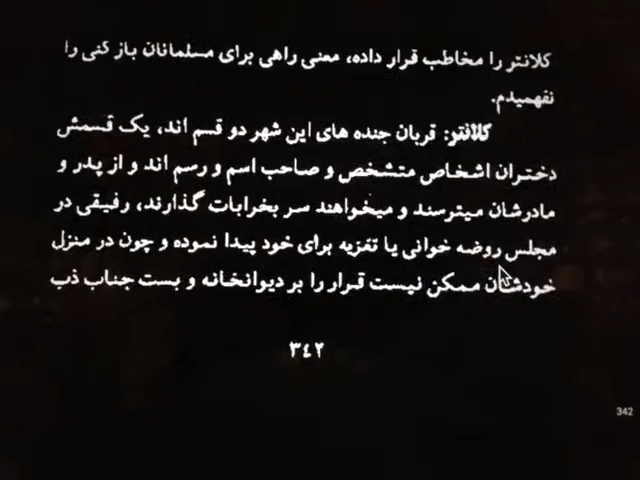 کلانتر را مخاطب قرار داده، معنی راهی برای مسلمانان باز کنی را
نفهمیدم.
کلانتر: قربان جنده های این شهر دو قسم اند، یک قسمش
دختران اشخاص متشخص و صاحب اسم و رسم اند و از پدر و
مادرشان میترسند و میخواهند سر بخرابات گذارند، رفیقی در
مجلس روضه خوانی یا تعزیه برای خود پیدا نموده و چون در منزل
خودشان ممکن نیست قرار را بر دیوانخانه و بست جناب ذب
۳۴۲
342